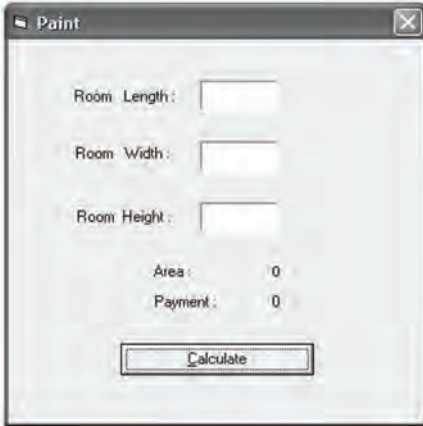 Paint
Room Length :
Room Width :
Room Height :
Area : 0
Payment : 0
Calculate